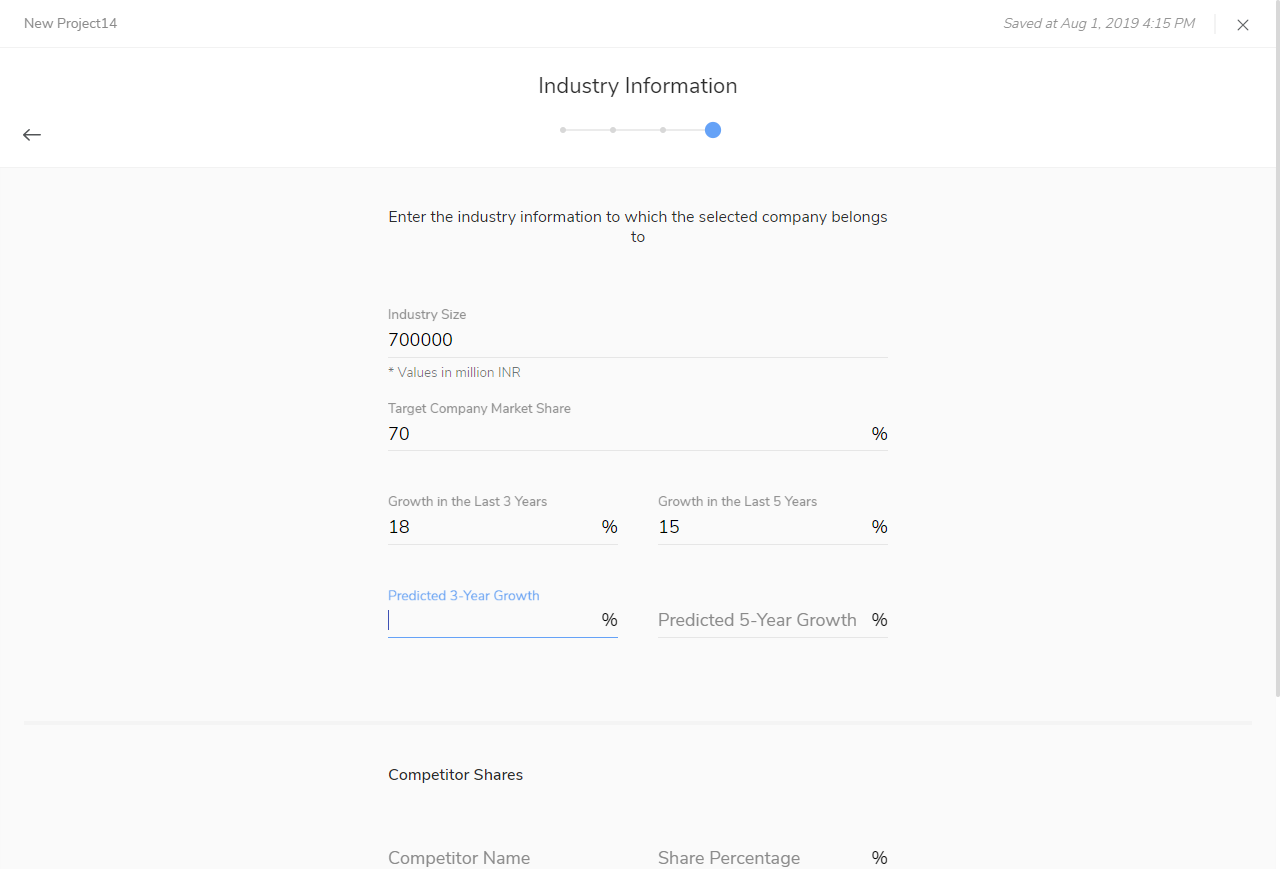 New Project14
Saved at Aug 1, 2019 4:15 PM
Industry Information
Enter the industry information to which the selected company belongs
to
Industry Size
700000
* Values in million INR
Target Company Market Share
70 %
Growth in the Last 3 Years Growth in the Last 5 Years
18 % 15 %
Predicted 3-Year Growth
% Predicted 5-Year Growth %
Competitor Shares
Competitor Name Share Percentage %